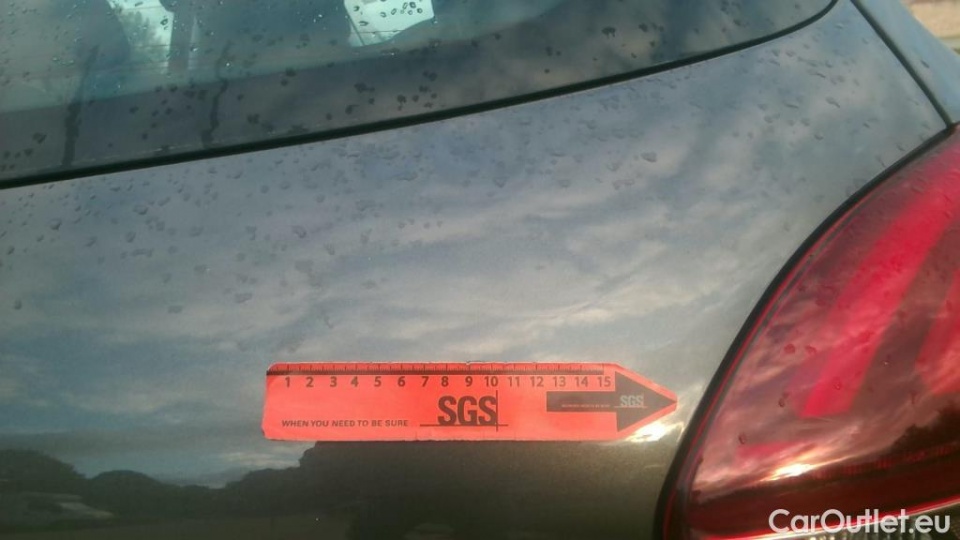 1 2 3 4 5 6 7 8 9 10 11 12 13 14 15
SGS
WHEN YOU NEED TO BE SURE SGS
CarOutlet.eu